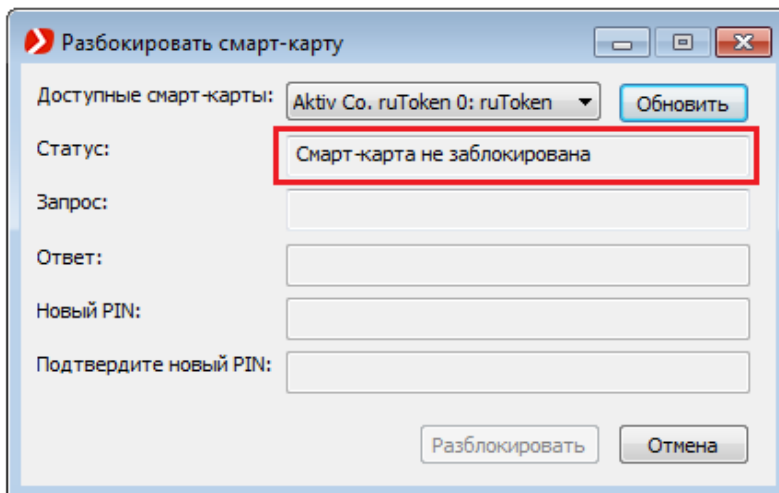 Разбокировать смарт-карту
Доступные смарт-карты: Aktiv Co. ruToken 0: ruToken Обновить
Статус: Смарт-карта не заблокирована
Запрос:
Ответ:
Новый PIN:
Подтвердите новый PIN:
Разблокировать Отмена